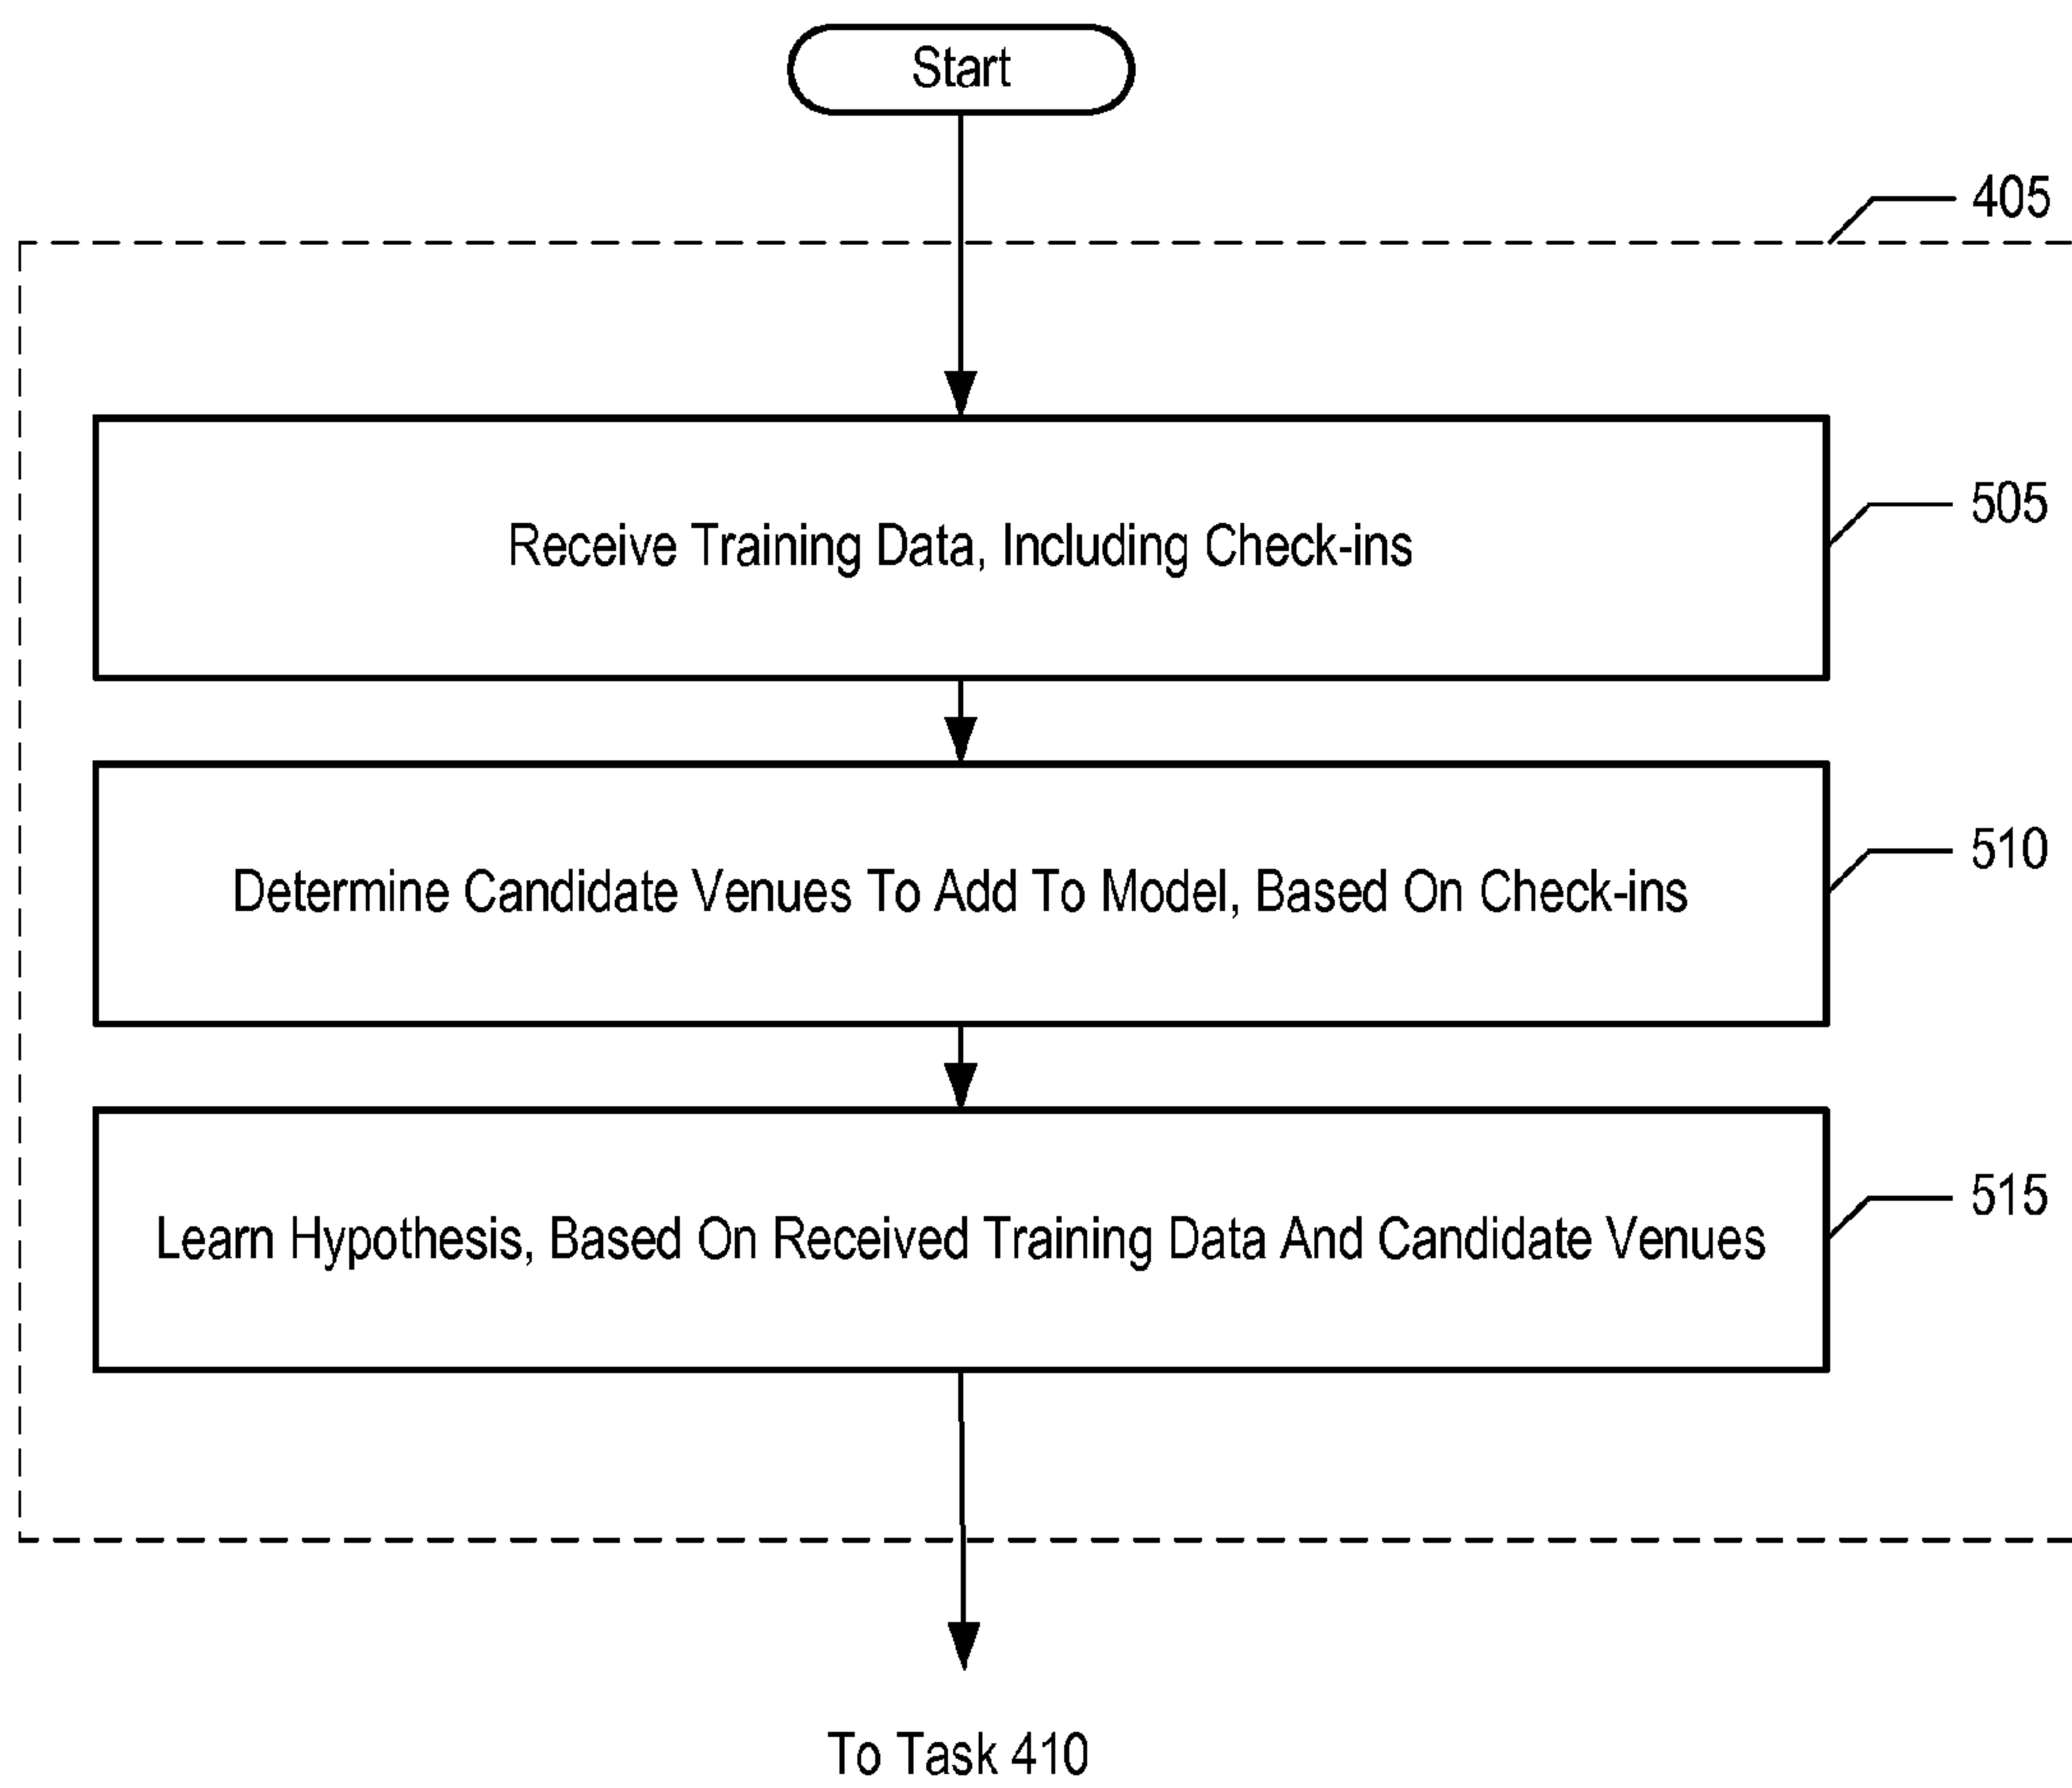 Start
405
Receive Training Data, Including Check-ins
505
Determine Candidate Venues To Add To Model, Based On Check-ins
510
Learn Hypothesis, Based On Received Training Data And Candidate Venues
515
To Task 410